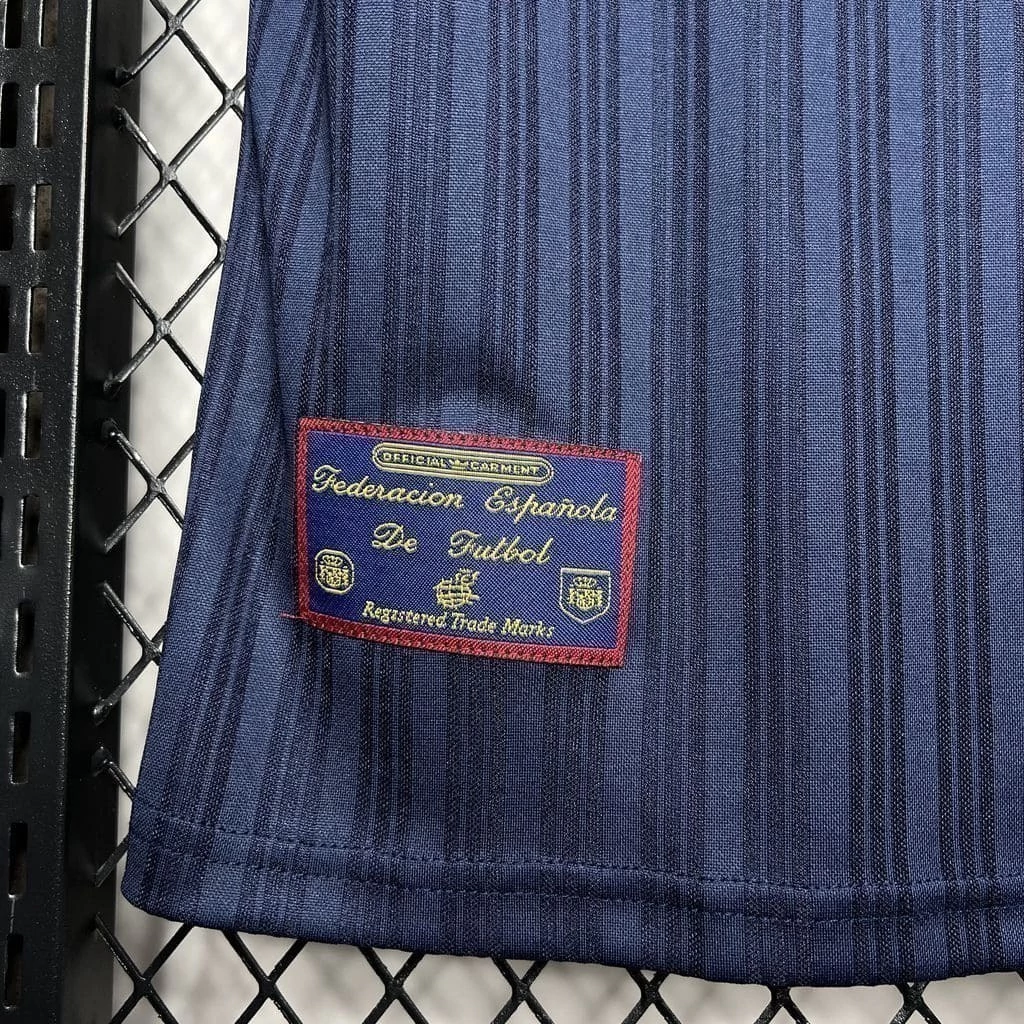 OFFICIAL GARMENT
Federacion Española
De Futbol
Registered Trade Marks